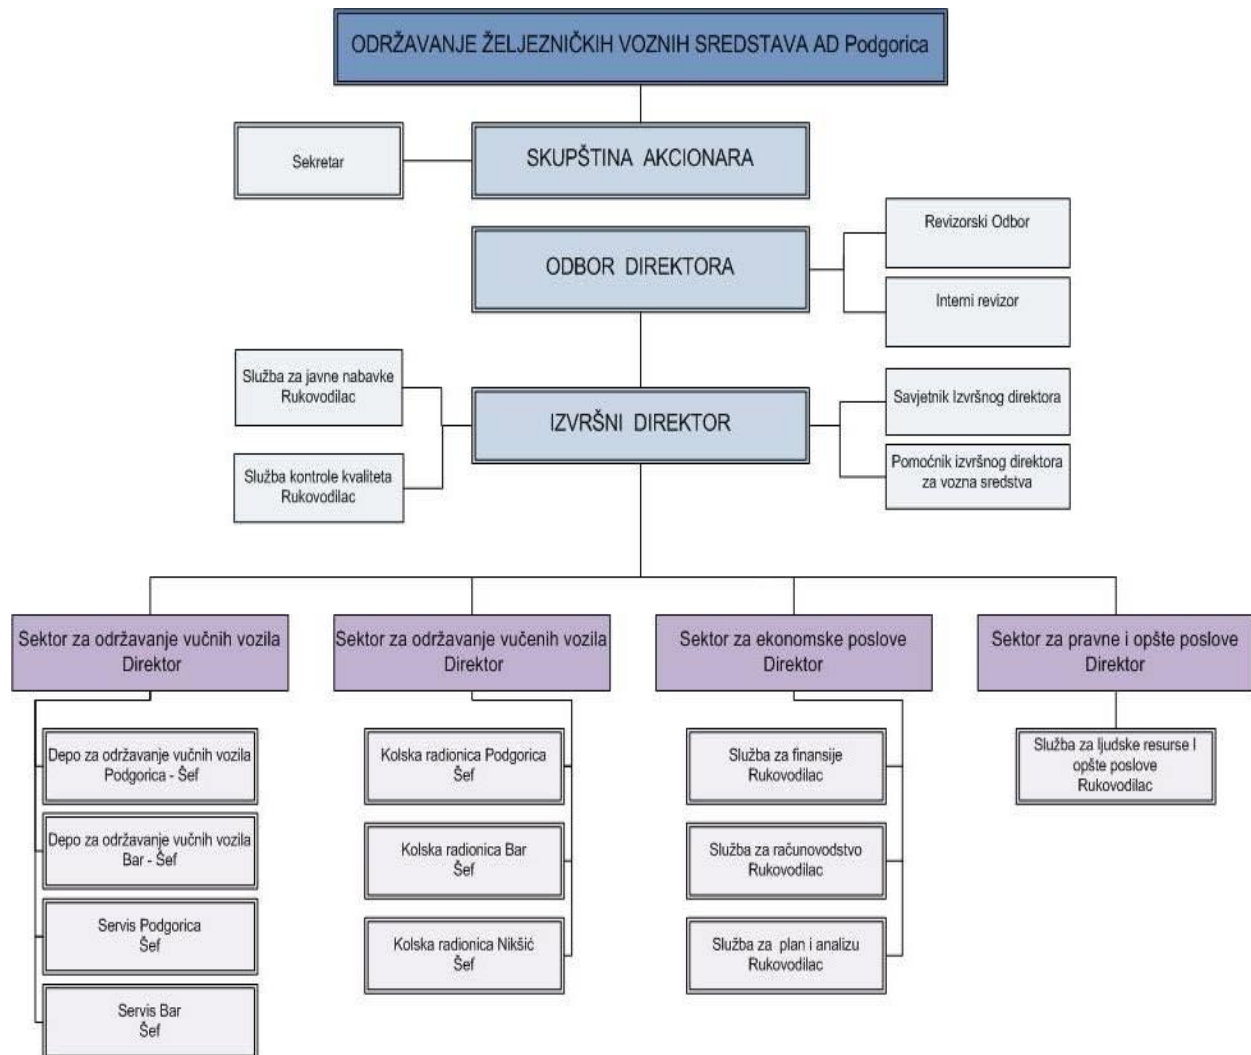 ODRŽAVANJE ŽELJEZNIČKIH VOZNIH SREDSTAVA AD Podgorica
Sekretar
SKUPŠTINA AKCIONARA
Revizorski Odbor
ODBOR DIREKTORA
Interni revizor
Služba za javne nabavke
Rukovodilac
Savjetnik Izvršnog direktora
IZVRŠNI DIREKTOR
Služba kontrole kvaliteta
Rukovodilac
Pomoćnik izvršnog direktora
za vozna sredstva
Sektor za održavanje vučnih vozila
Direktor
Sektor za održavanje vučenih vozila
Direktor
Sektor za ekonomske poslove
Direktor
Sektor za pravne i opšte poslove
Direktor
Depo za održavanje vučnih vozila
Podgorica - Šef
Depo za održavanje vučnih vozila
Bar - Šef
Servis Podgorica
Šef
Servis Bar
Šef
Kolska radionica Podgorica
Šef
Kolska radionica Bar
Šef
Kolska radionica Nikšić
Šef
Služba za finansije
Rukovodilac
Služba za računovodstvo
Rukovodilac
Služba za plan i analizu
Rukovodilac
Služba za ljudske resurse I
opšte poslove
Rukovodilac